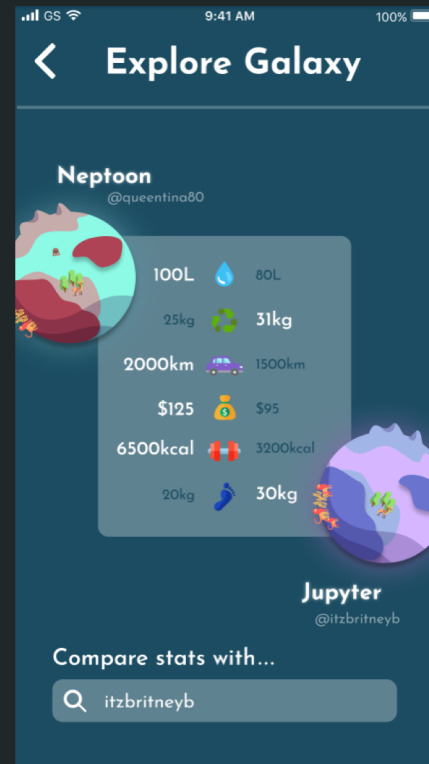 GS 9:41 AM 100%
Explore Galaxy
Neptoon
@queentina80
100L 80L
25kg 31kg
2000km 1500km
$125 $ $95
6500kcal 3200kcal
20kg 30kg
Jupyter
@itzbritneyb
Compare stats with...
itzbritneyb